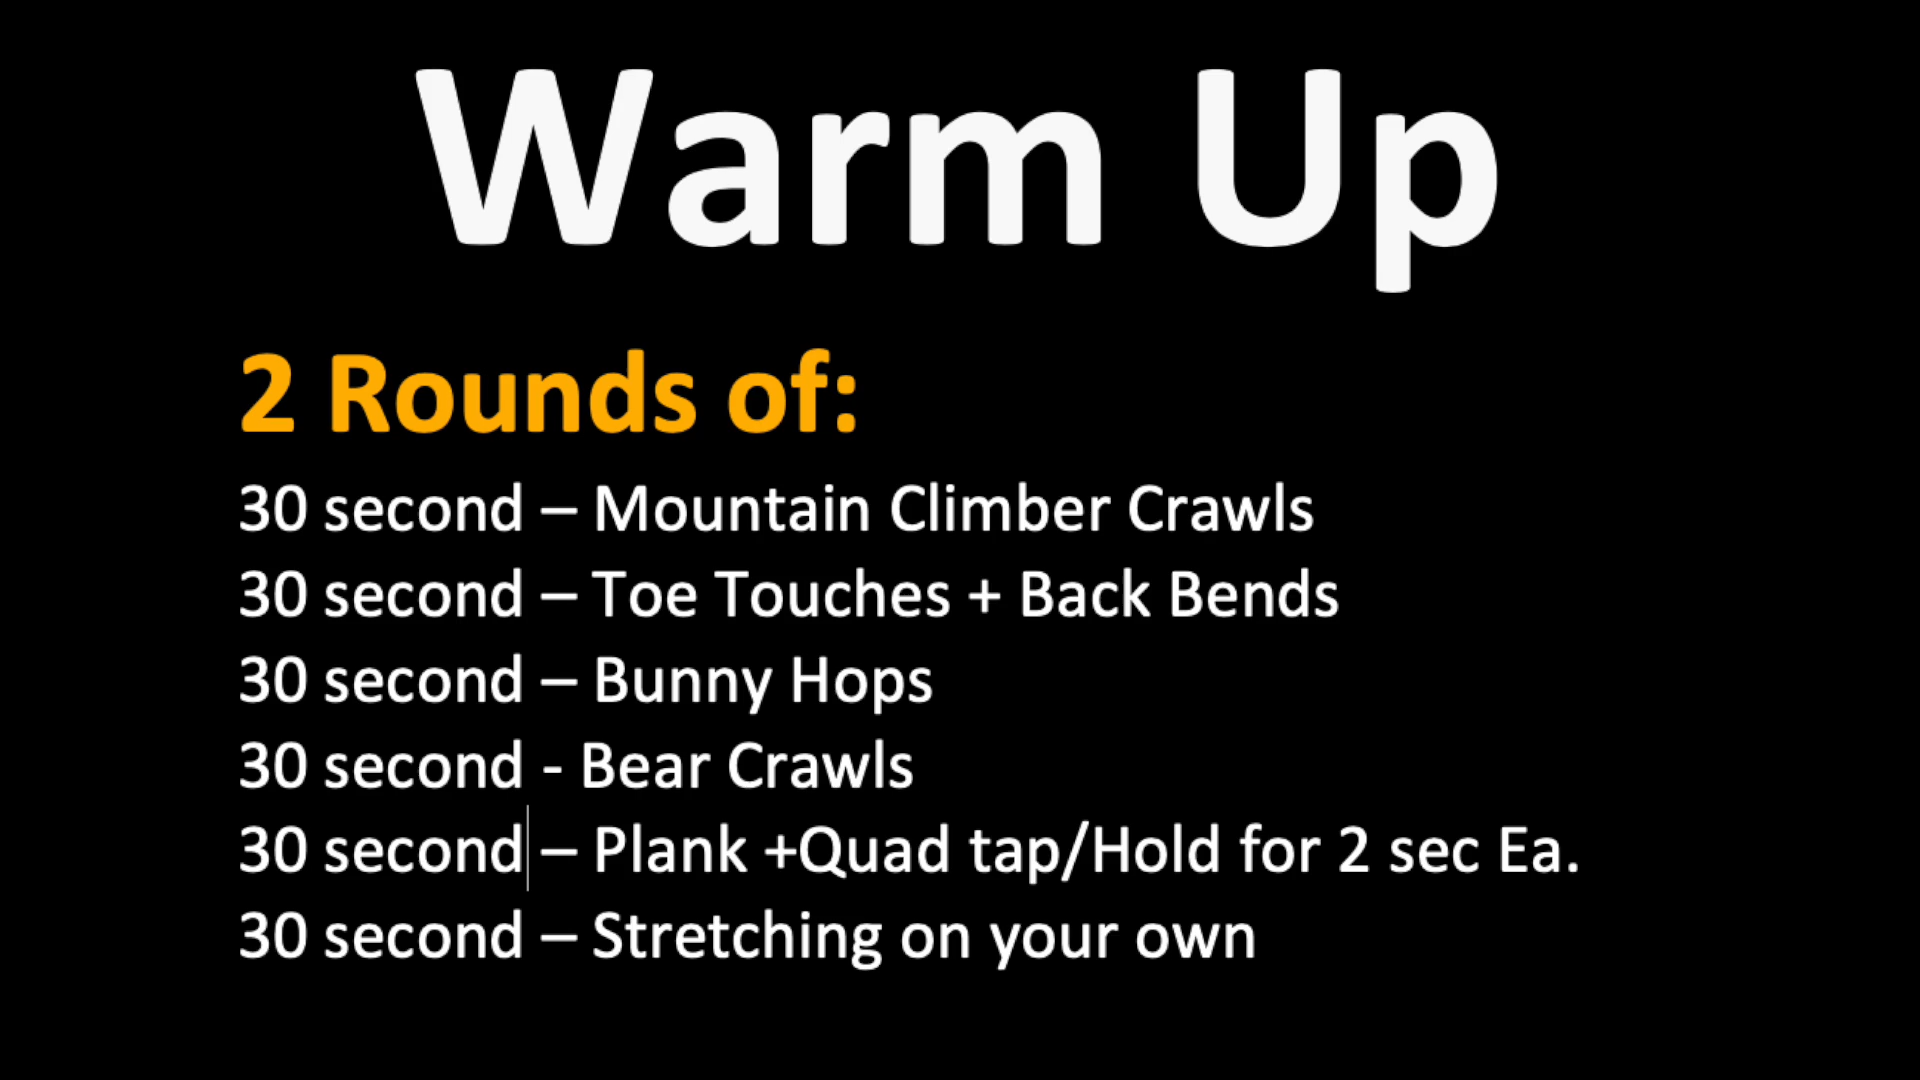 Warm Up
2 Rounds of:
30 second – Mountain Climber Crawls
30 second – Toe Touches + Back Bends
30 second – Bunny Hops
30 second - Bear Crawls
30 second – Plank +Quad tap/Hold for 2 sec Ea.
30 second – Stretching on your own